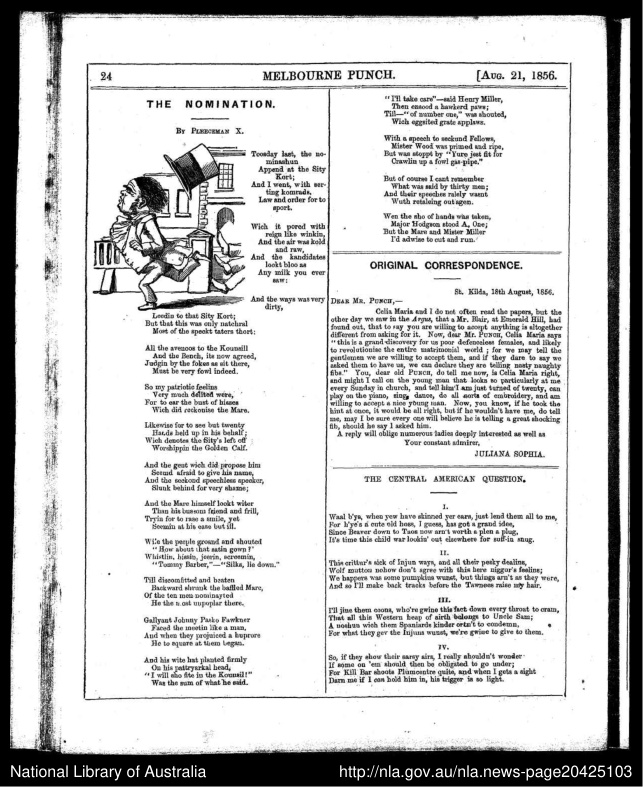 24
MELBOURNE PUNCH.
[AUG. 21, 1856.
THE NOMINATION.
BY PLEECEMAN X.
Toosday last, the no-
minashun
Append at the Sity
Kort;
And I went, with ser-
ting komrads,
Law and order for to
sport.
Wich it pored with
reign like winkin,
And the air was kold
and raw,
And the kandidates
lookt bloo as
Any milk you ever
saw:
And the ways was very
dirty,
Leedin to that Sity Kort;
But that this was only natchral
Most of the speckt taters thort:
All the avenoos to the Kounsill
And the Bench, its now agreed,
Judgin by the fokes as sit there,
Must be very fowl indeed.
So my patriotic feelins
Very much delited were,
For to ear the bust of hisses
Wich did rekonise the Mare.
Likewise for to see but twenty
Hands held up in his behalf;
Wich denotes the Sity's left off
Worshippin the Golden Calf.
And the gent wich did propose him
Seemd afraid to give his name,
And the seckond speechless speeker,
Slunk behind for very shame;
And the Mare himself lookt witer
Than his buzsom friend and frill,
Tryin for to rase a smile, yet
Seemin at his ease but ill.
Wile the people groand and shouted
"How about that satin gown?"
Whistlin, hissin, jeerin, screemin,
"Tommy Barber,"—"Silks, lie down."
Till discomfitted and beaten
Backward shrunk the baffled Mare,
Of the ten men nominayted
He the most unpoplar there.
Gallyant Johnny Pasko Fawkner
Faced the meetin like a man,
And when they prejuiced a huprore
He to square at them began.
And his wite hat planted firmly
On his pattryarkal head,
"I will sho fite in the Kounsil!"
Was the sum of what he said.
"I'll take care"—said Henry Miller,
Then ensood a hawkerd paws;
Till—"of number one," was shouted,
Wich eggsited grate applaws.
With a speech to seckund Fellows,
Mister Wood was primed and ripe,
But was stoppt by "Yure jest fit for
Crawlin up a fowl gas-pipe."
But of course I cant remember
What was said by thirty men;
And their speeches raiely wasnt
Wuth retaleing out agen.
Wen the sho of hands was taken,
Major Hodgson stood A, One;
But the Mare and Mister Miller
I'd adwise to cut and run.
ORIGINAL CORRESPONDENCE.
St. Kilda, 18th August, 1856.
DEAR MR. PUNCH,—
Celia Maria and I do not often read the papers, but the
other day we saw in the Argus, that a Mr. Blair, at Emerald Hill, had
found out, that to say you are willing to accept anything is altogether
different from asking for it. Now, dear Mr. PUNCH, Celia Maria says
"this is a grand discovery for us poor defenceless females, and likely
to revolutionise the entire matrimonial world; for we may tell the
gentlemen we are willing to accept them, and if they dare to say we
asked them to have us, we can declare they are telling nasty naughty
fibs." You, dear old PUNCH, do tell me now, is Celia Maria right,
and might I call on the young man that looks so particularly at me
every Sunday in church, and tell him I am just turned of twenty, can
play on the piano, sing, dance, do all sorts of embroidery, and am
willing to accept a nice young man. Now, you know, if he took the
hint at once, it would be all right, but if he wouldn't have me, do tell
me, may I be sure every one will believe he is telling a great shocking
fib, should he say I asked him.
A reply will oblige numerous ladies deeply interested as well as
Your constant admirer,
JULIANA SOPHIA.
THE CENTRAL AMERICAN QUESTION.
I.
Waal b'ys, when yew have skinned yer ears, just lend them all to me,
For h'ye's a cute old hoss, I guess, has got a grand idee,
Since Beaver down to Taos now arn't worth a plen a plug,
It's time this child war lookin' out elsewhere for suff-in snug.
II.
This critter's sick of Injun ways, and all their pesky dealins,
Wolf mutton nohow don't agree with this here niggur's feelins;
We happens was some pumpkins wunst, but things arn't as they were,
And so I'll make back tracks before the Tawnees raise my hair.
III.
I'll jine them coons, who're gwine this fact down every throat to cram,
That all this Western heap of airth belongs to Uncle Sam;
A noshun wich them Spaniards kinder ortn't to condemn,
For what they gev the Injuns wunst, we're gwine to give to them.
IV.
So, if they show their sarsy airs, I really shouldn't wonder
If some on 'em should then be obligated to go under;
For Kill Bar shoots Plumcentre quite, and when I gets a sight
Darn me if I can hold him in, his trigger is so light.
National Library of Australia
http://nla.gov.au/nla.news-page20425103